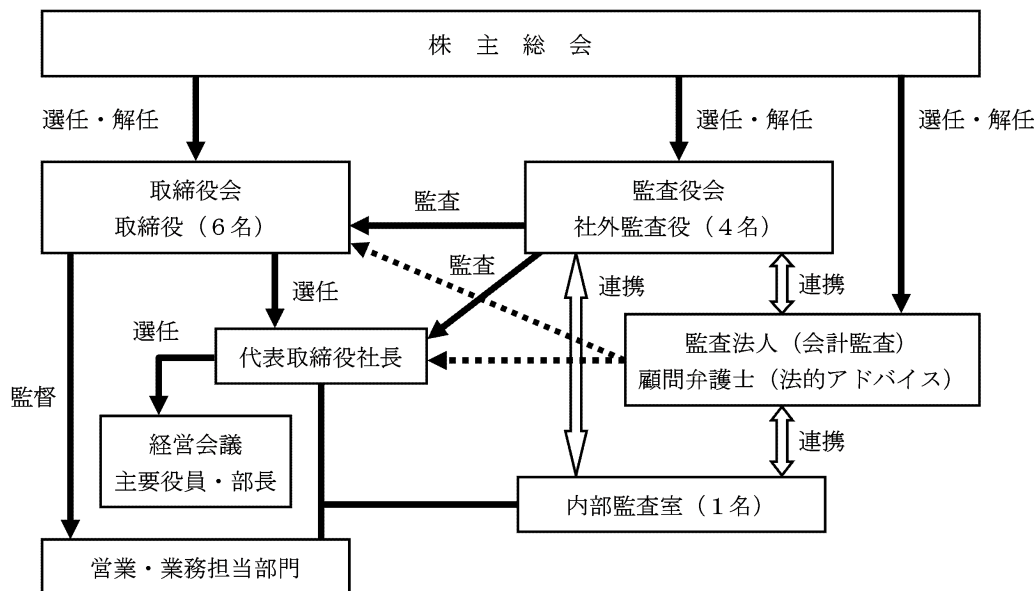 株　主　総　会
選任・解任
選任・解任
選任・解任
取締役会
取締役（６名）
監査
監査役会
社外監査役（４名）
監査
選任
連携
連携
選任
代表取締役社長
監査法人（会計監査）
顧問弁護士（法的アドバイス）
監督
経営会議
主要役員・部長
連携
内部監査室（１名）
営業・業務担当部門